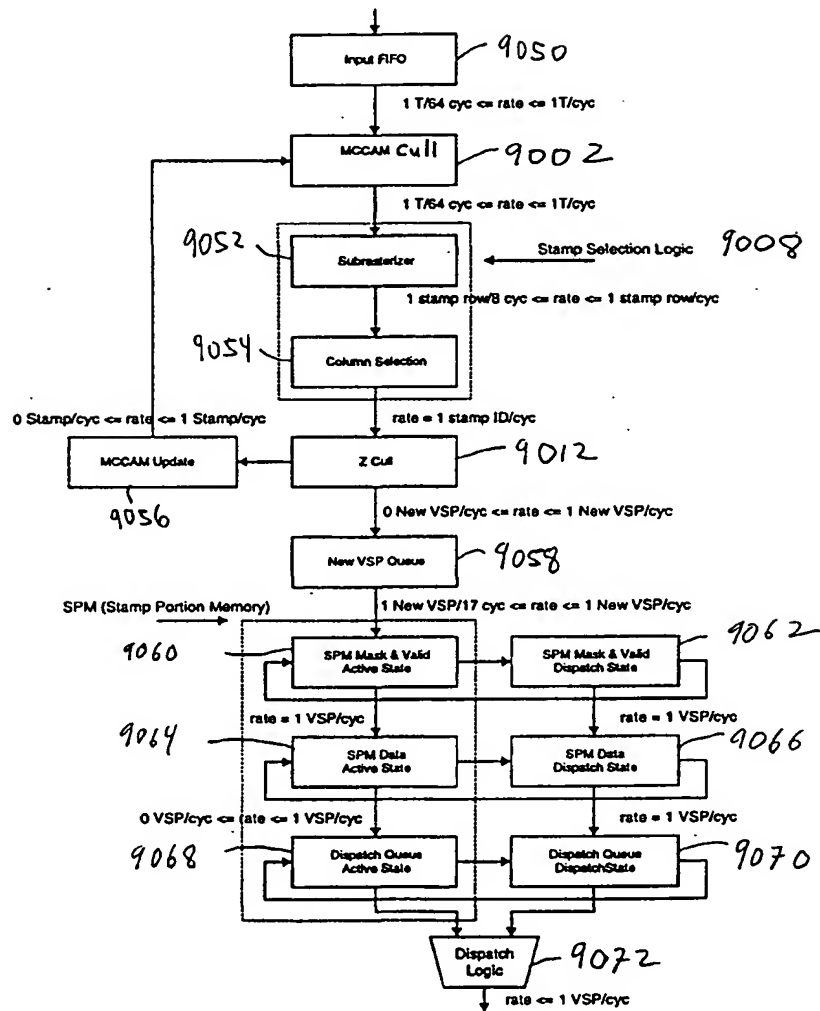 Input FIFO
9050
1 T/64 cyc <= rate <= 1T/cyc
MCCAM Cull
9002
1 T/64 cyc <= rate <= 1T/cyc
9052
Subrasterizer
Stamp Selection Logic
9008
1 stamp row/8 cyc <= rate <= 1 stamp row/cyc
9054
Column Selection
0 Stamp/cyc <= rate <= 1 Stamp/cyc
rate = 1 stamp ID/cyc
MCCAM Update
Z Cull
9012
9056
0 New VSP/cyc <= rate <= 1 New VSP/cyc
New VSP Queue
9058
SPM (Stamp Portion Memory)
1 New VSP/17 cyc <= rate <= 1 New VSP/cyc
9060
SPM Mask & Valid
Active State
SPM Mask & Valid
Dispatch State
9062
rate = 1 VSP/cyc
rate = 1 VSP/cyc
9064
SPM Data
Active State
SPM Data
Dispatch State
9066
0 VSP/cyc <= rate <= 1 VSP/cyc
rate = 1 VSP/cyc
9068
Dispatch Queue
Active State
Dispatch Queue
DispatchState
9070
Dispatch
Logic
9072
rate <= 1 VSP/cyc